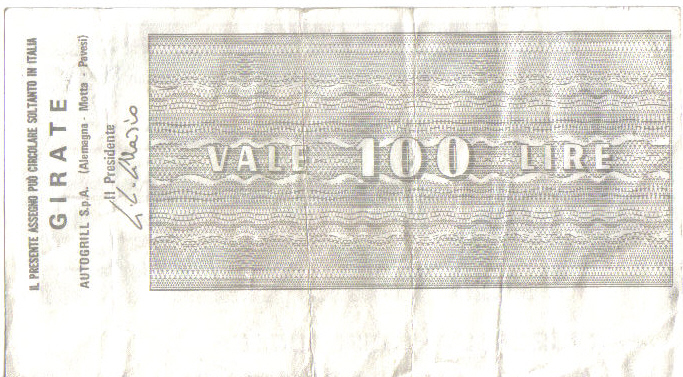 IL PRESENTE ASSEGNO PUÒ CIRCOLARE SOLTANTO IN ITALIA
GIRATE
AUTOGRILL S.p.A. (Alemagna - Motta - Pavesi)
Il Presidente
VALE 100 LIRE